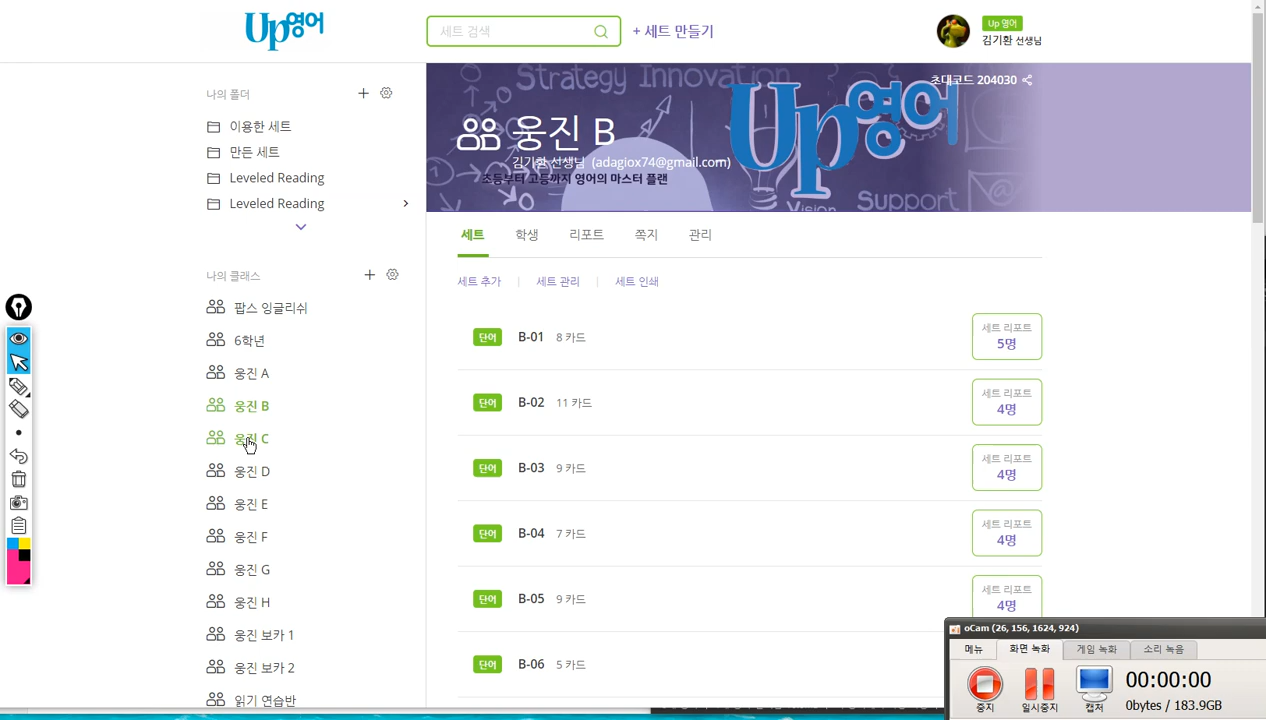 Up영어
세트 검색
+ 세트 만들기
Up 영어
김기환 선생님
나의 폴더
이용한 세트
만든 세트
Leveled Reading
Leveled Reading
나의 클래스
팝스 잉글리쉬
6학년
웅진 A
웅진 B
웅진 C
웅진 D
웅진 E
웅진 F
웅진 G
웅진 H
웅진 보카 1
웅진 보카 2
읽기 연습반
Strategy Innovation
초대코드 204030
Up영어
웅진 B
김기환 선생님 (adagiox74@gmail.com)
초등부터 고등까지 영어의 마스터 플랜
Vision
Support
세트 학생 리포트 쪽지 관리
세트 추가 | 세트 관리 | 세트 인쇄
단어 B-01 8 카드
세트 리포트
5명
단어 B-02 11 카드
세트 리포트
4명
단어 B-03 9 카드
세트 리포트
4명
단어 B-04 7 카드
세트 리포트
4명
단어 B-05 9 카드
세트 리포트
4명
단어 B-06 5 카드
oCam (26, 156, 1624, 924)
메뉴 화면 녹화 게임 녹화 소리 녹음
중지 일시중지 캡처
00:00:00
0bytes / 183.9GB